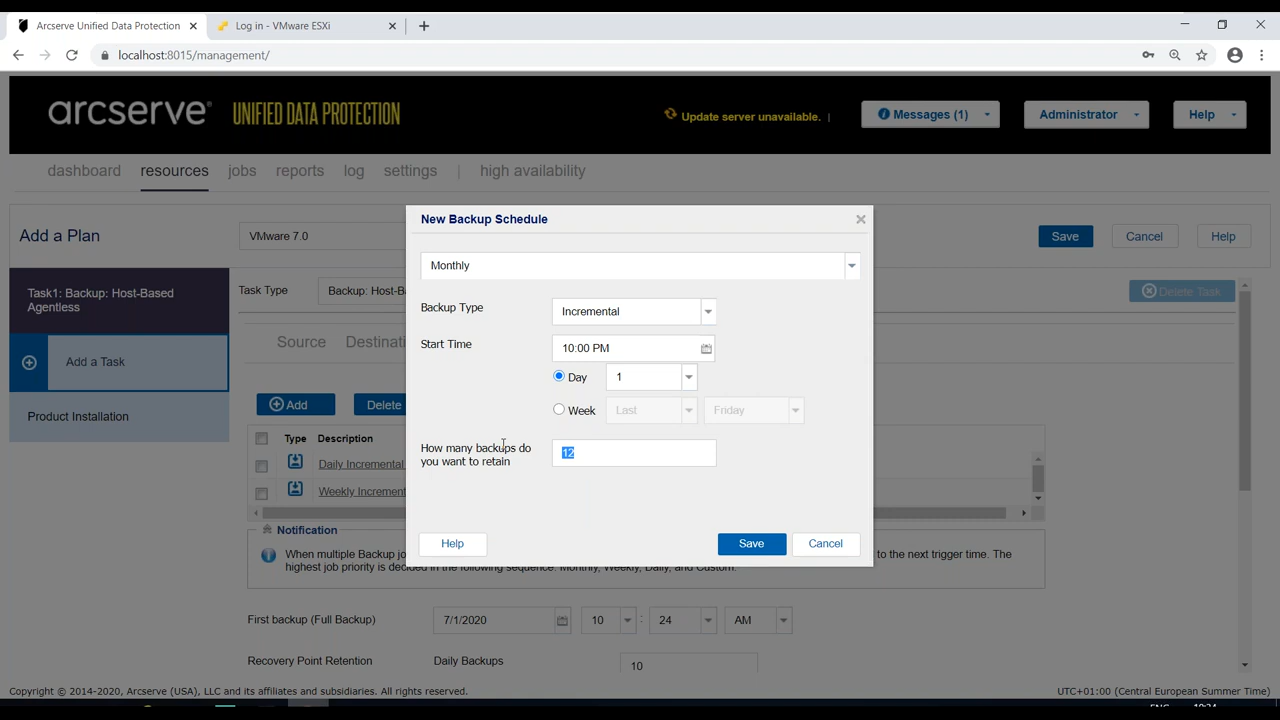 Arcserve Unified Data Protection
Log in - VMware ESXi
localhost:8015/management/
arcserve® UNIFIED DATA PROTECTION
Update server unavailable. |
Messages (1)
Administrator
Help
dashboard resources jobs reports log settings | high availability
Add a Plan
VMware 7.0
Save
Cancel
Help
Task1: Backup: Host-Based
Agentless
Add a Task
Product Installation
Task Type
Backup: Host-B
Delete Task
Source
Add
Delete
Type Description
Daily Incremental
Weekly Increment
Notification
When multiple Backup jo
to the next trigger time. The
highest job priority is decided in the following sequence: Monthly, Weekly, Daily, and Custom.
First backup (Full Backup)
7/1/2020
10 : 24 AM
Recovery Point Retention
Daily Backups
10
New Backup Schedule
Monthly
Backup Type
Incremental
Start Time
10:00 PM
Day
1
Week
Last
Friday
How many backups do
you want to retain
12
Help
Save
Cancel
Copyright © 2014-2020, Arcserve (USA), LLC and its affiliates and subsidiaries. All rights reserved.
UTC+01:00 (Central European Summer Time)